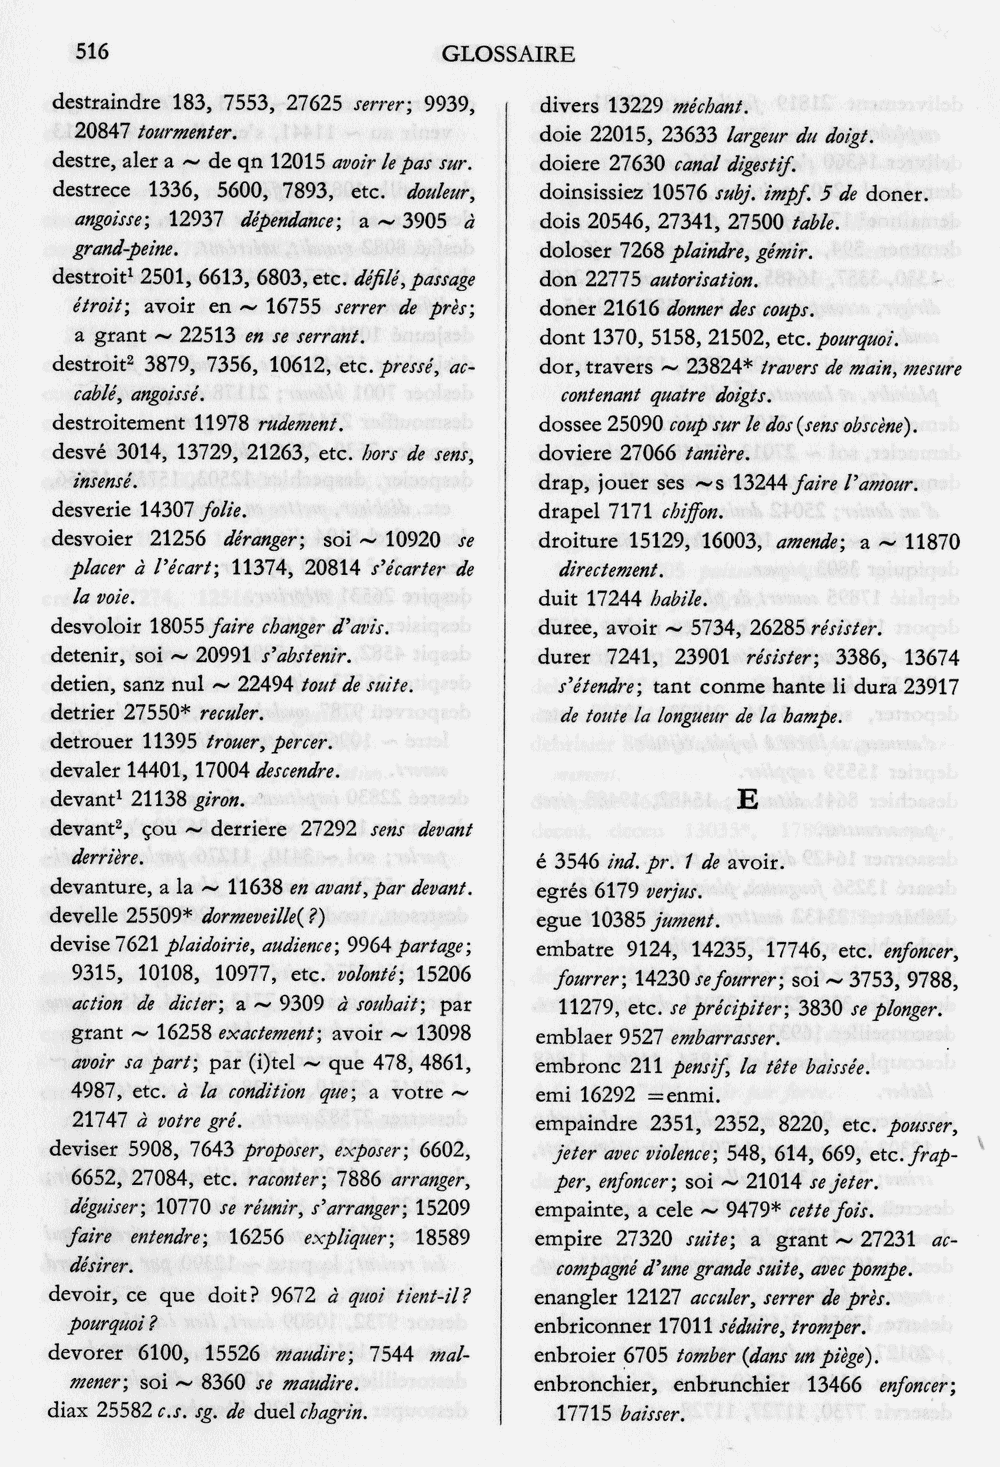 516
GLOSSAIRE
destraindre 183, 7553, 27625 serrer; 9939,
20847 tourmenter.
destre, aler a ~ de qn 12015 avoir le pas sur.
destrece 1336, 5600, 7893, etc. douleur,
angoisse; 12937 dépendance; a ~ 3905 à
grand-peine.
destroit¹ 2501, 6613, 6803, etc. défilé, passage
étroit; avoir en ~ 16755 serrer de près;
a grant ~ 22513 en se serrant.
destroit² 3879, 7356, 10612, etc. pressé, ac-
cablé, angoissé.
destroitement 11978 rudement.
desvé 3014, 13729, 21263, etc. hors de sens,
insensé.
desverie 14307 folie.
desvoier 21256 déranger; soi ~ 10920 se
placer à l'écart; 11374, 20814 s'écarter de
la voie.
desvoloir 18055 faire changer d'avis.
detenir, soi ~ 20991 s'abstenir.
detien, sanz nul ~ 22494 tout de suite.
detrier 27550* reculer.
detrouer 11395 trouer, percer.
devaler 14401, 17004 descendre.
devant¹ 21138 giron.
devant², çou ~ derriere 27292 sens devant
derrière.
devanture, a la ~ 11638 en avant, par devant.
develle 25509* dormeveille(?)
devise 7621 plaidoirie, audience; 9964 partage;
9315, 10108, 10977, etc. volonté; 15206
action de dicter; a ~ 9309 à souhait; par
grant ~ 16258 exactement; avoir ~ 13098
avoir sa part; par (i)tel ~ que 478, 4861,
4987, etc. à la condition que; a votre ~
21747 à votre gré.
deviser 5908, 7643 proposer, exposer; 6602,
6652, 27084, etc. raconter; 7886 arranger,
déguiser; 10770 se réunir, s'arranger; 15209
faire entendre; 16256 expliquer; 18589
désirer.
devoir, ce que doit? 9672 à quoi tient-il?
pourquoi?
devorer 6100, 15526 maudire; 7544 mal-
mener; soi ~ 8360 se maudire.
diax 25582 c.s. sg. de duel chagrin.
divers 13229 méchant.
doie 22015, 23633 largeur du doigt.
doiere 27630 canal digestif.
doinsissiez 10576 subj. impf. 5 de doner.
dois 20546, 27341, 27500 table.
doloser 7268 plaindre, gémir.
don 22775 autorisation.
doner 21616 donner des coups.
dont 1370, 5158, 21502, etc. pourquoi.
dor, travers ~ 23824* travers de main, mesure
contenant quatre doigts.
dossee 25090 coup sur le dos (sens obscène).
doviere 27066 tanière.
drap, jouer ses ~s 13244 faire l'amour.
drapel 7171 chiffon.
droiture 15129, 16003, amende; a ~ 11870
directement.
duit 17244 habile.
duree, avoir ~ 5734, 26285 résister.
durer 7241, 23901 résister; 3386, 13674
s'étendre; tant conme hante li dura 23917
de toute la longueur de la hampe.
E
é 3546 ind. pr. 1 de avoir.
egrés 6179 verjus.
egue 10385 jument.
embatre 9124, 14235, 17746, etc. enfoncer,
fourrer; 14230 se fourrer; soi ~ 3753, 9788,
11279, etc. se précipiter; 3830 se plonger.
emblaer 9527 embarrasser.
embronc 211 pensif, la tête baissée.
emi 16292 =enmi.
empaindre 2351, 2352, 8220, etc. pousser,
jeter avec violence; 548, 614, 669, etc. frap-
per, enfoncer; soi ~ 21014 se jeter.
empainte, a cele ~ 9479* cette fois.
empire 27320 suite; a grant ~ 27231 ac-
compagné d'une grande suite, avec pompe.
enangler 12127 acculer, serrer de près.
enbriconner 17011 séduire, tromper.
enbroier 6705 tomber (dans un piège).
enbronchier, enbrunchier 13466 enfoncer;
17715 baisser.